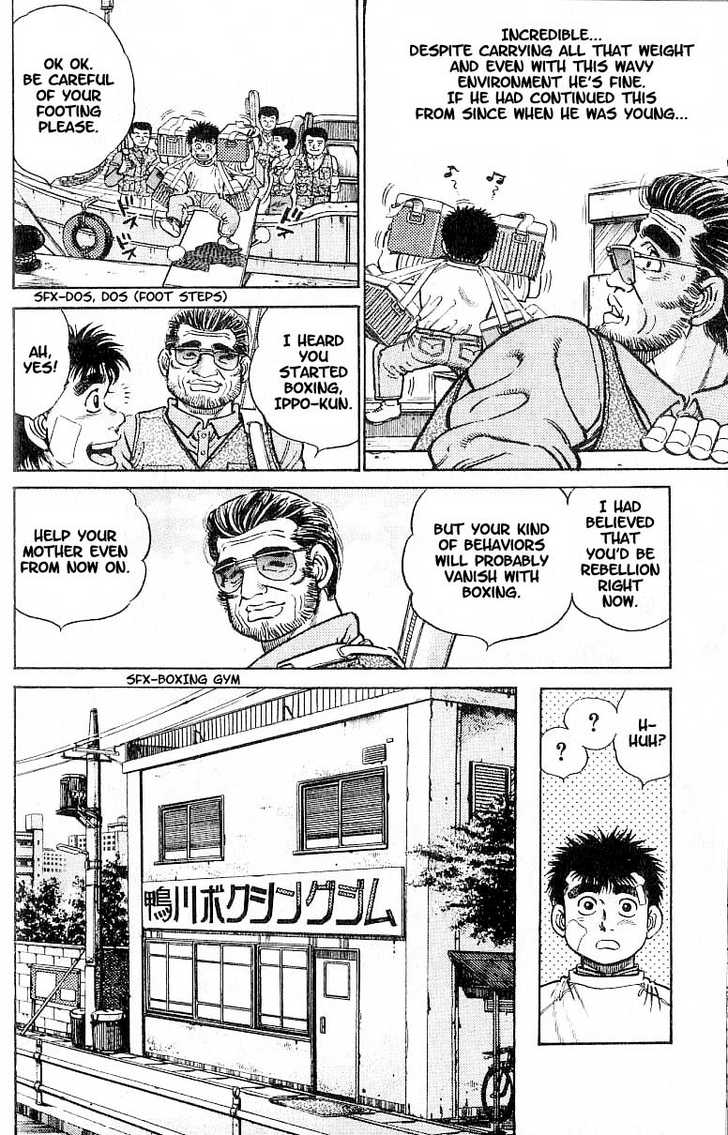 INCREDIBLE...
DESPITE CARRYING ALL THAT WEIGHT
AND EVEN WITH THIS WAVY
ENVIRONMENT HE'S FINE.
IF HE HAD CONTINUED THIS
FROM SINCE WHEN HE WAS YOUNG...
OK OK.
BE CAREFUL
OF YOUR
FOOTING
PLEASE.
ドス
ドス
SFX-DOS, DOS (FOOT STEPS)
I HEARD
YOU
STARTED
BOXING,
IPPO-KUN.
AH,
YES!
I HAD
BELIEVED
THAT
YOU'D BE
REBELLION
RIGHT
NOW.
BUT YOUR KIND
OF BEHAVIORS
WILL PROBABLY
VANISH WITH
BOXING.
HELP YOUR
MOTHER EVEN
FROM NOW ON.
H-
HUH?
?
?
SFX-BOXING GYM
鴨川ボクシングジム